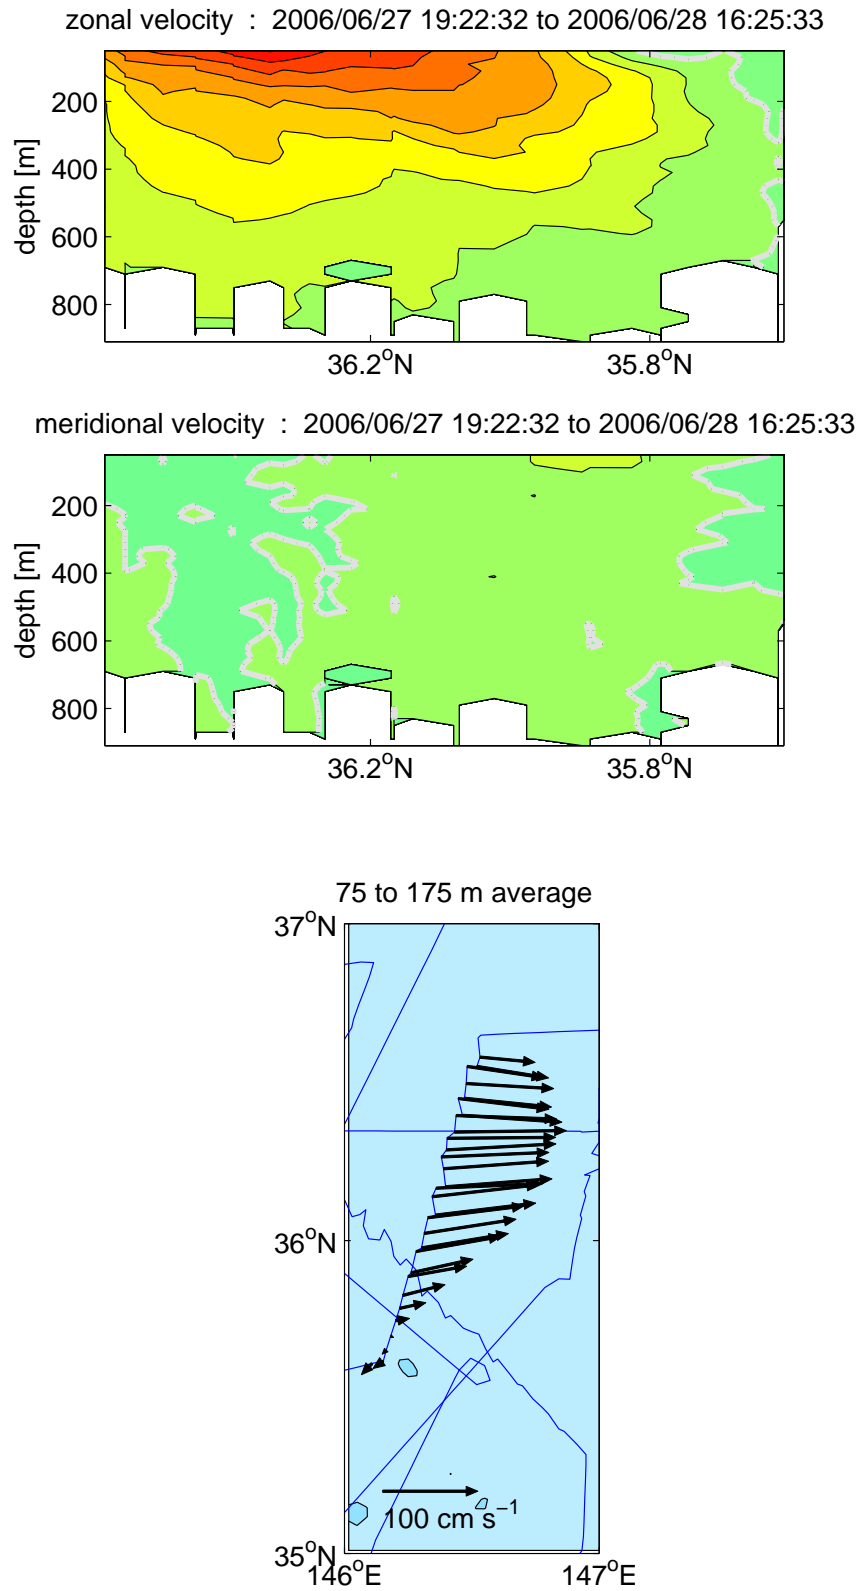 zonal velocity : 2006/06/27 19:22:32 to 2006/06/28 16:25:33
depth [m]
200
400
600
800
36.2°N 35.8°N
meridional velocity : 2006/06/27 19:22:32 to 2006/06/28 16:25:33
depth [m]
200
400
600
800
36.2°N 35.8°N
75 to 175 m average
37°N
36°N
100 cm s⁻¹
35°N
146°E 147°E